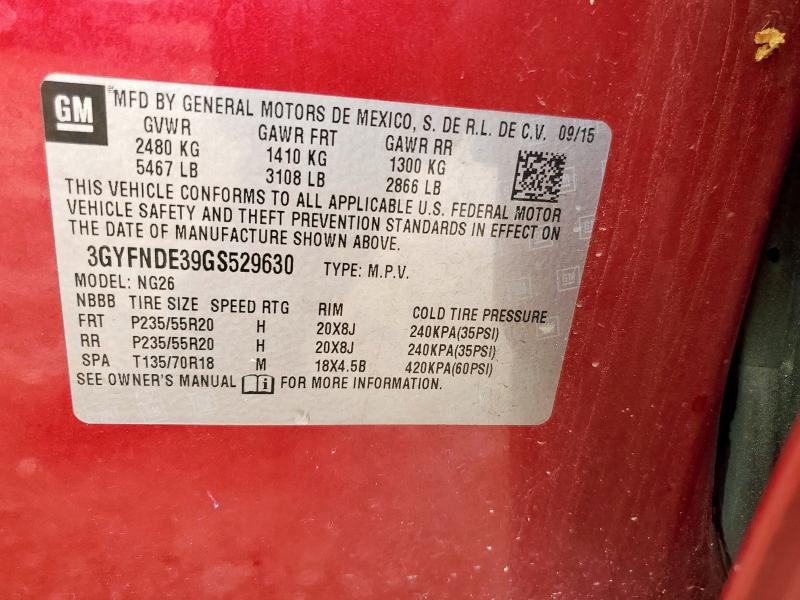 GM
MFD BY GENERAL MOTORS DE MEXICO, S. DE R.L. DE C.V. 09/15
GVWR GAWR FRT GAWR RR
2480 KG 1410 KG 1300 KG
5467 LB 3108 LB 2866 LB
THIS VEHICLE CONFORMS TO ALL APPLICABLE U.S. FEDERAL MOTOR
VEHICLE SAFETY AND THEFT PREVENTION STANDARDS IN EFFECT ON
THE DATE OF MANUFACTURE SHOWN ABOVE.
3GYFNDE39GS529630 TYPE: M.P.V.
MODEL: NG26
NBBB TIRE SIZE SPEED RTG RIM COLD TIRE PRESSURE
FRT P235/55R20 H 20X8J 240KPA(35PSI)
RR P235/55R20 H 20X8J 240KPA(35PSI)
SPA T135/70R18 M 18X4.5B 420KPA(60PSI)
SEE OWNER'S MANUAL i FOR MORE INFORMATION.